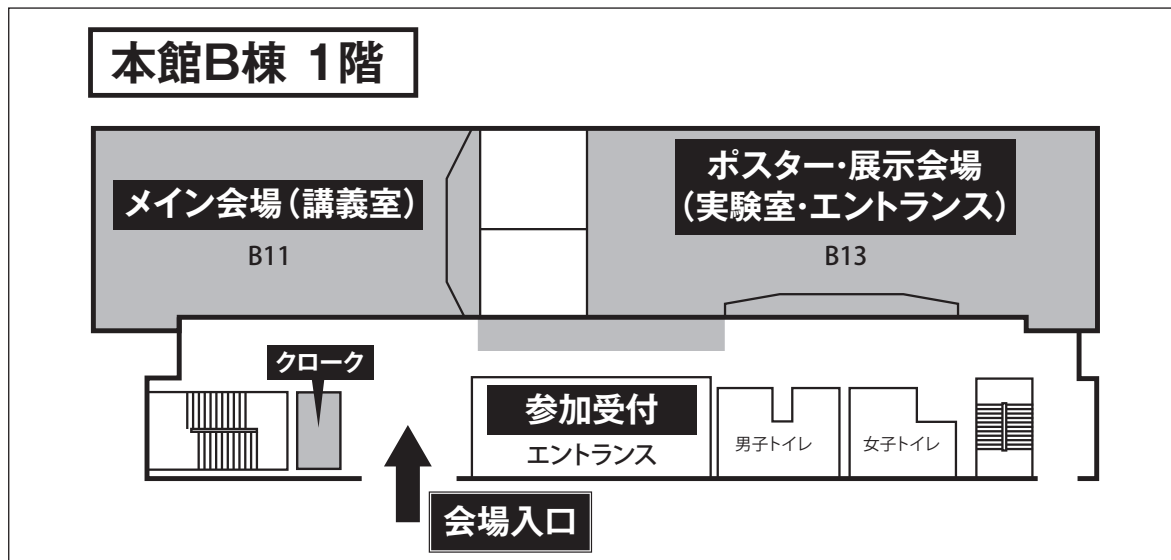 本館B棟 1階
メイン会場（講義室）
B11
ポスター・展示会場
（実験室・エントランス）
B13
クローク
参加受付
エントランス
男子トイレ
女子トイレ
会場入口